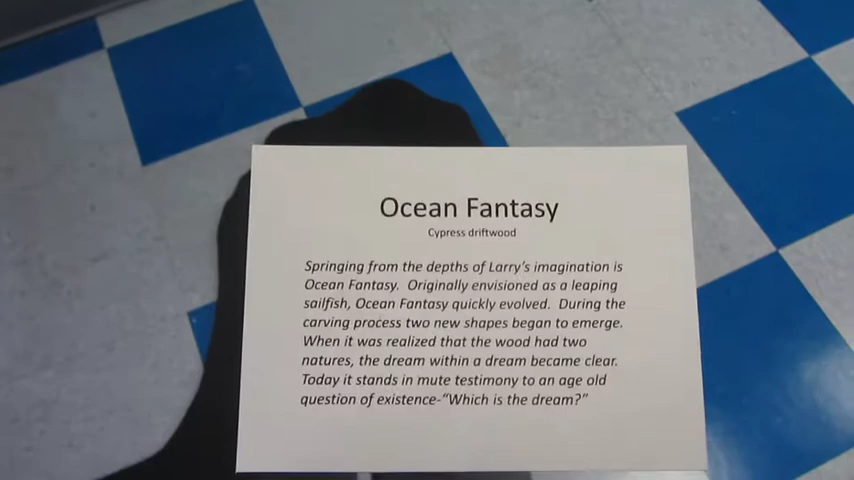 Ocean Fantasy
Cypress driftwood
Springing from the depths of Larry's imagination is
Ocean Fantasy. Originally envisioned as a leaping
sailfish, Ocean Fantasy quickly evolved. During the
carving process two new shapes began to emerge.
When it was realized that the wood had two
natures, the dream within a dream became clear.
Today it stands in mute testimony to an age old
question of existence-"Which is the dream?"